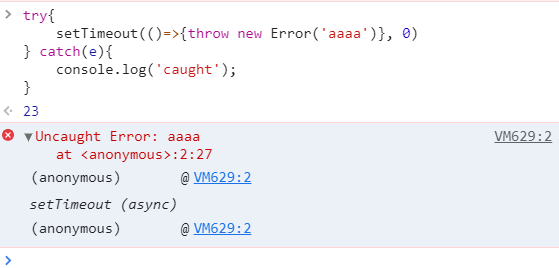 try{
setTimeout(()=>{throw new Error('aaaa')}, 0)
} catch(e){
console.log('caught');
}
23
Uncaught Error: aaaa VM629:2
at <anonymous>:2:27
(anonymous) @ VM629:2
setTimeout (async)
(anonymous) @ VM629:2